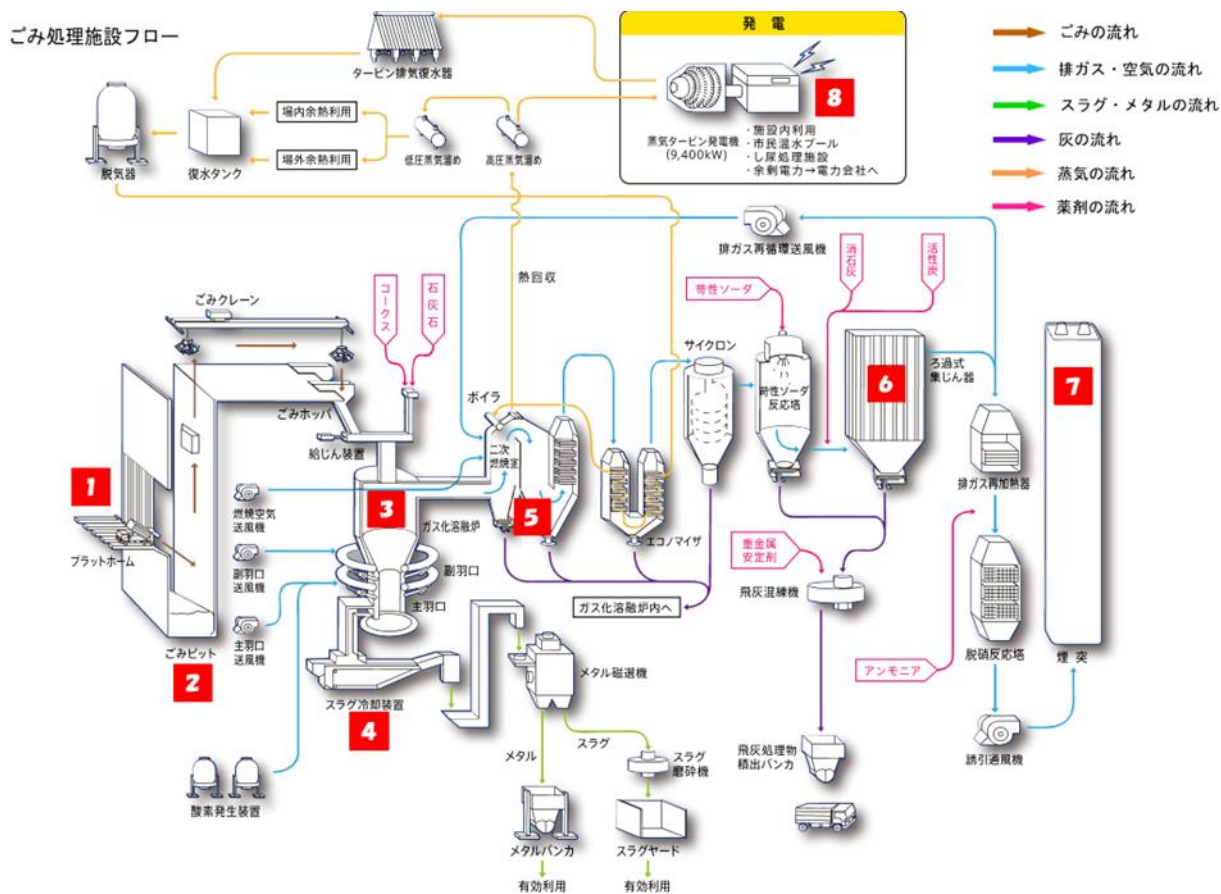 ごみ処理施設フロー
発電
タービン排気復水器
8
蒸気タービン発電機
(9,400kW)
・施設内利用
・市民温水プール
・し尿処理施設
・余剰電力→電力会社へ
ごみの流れ
排ガス・空気の流れ
スラグ・メタルの流れ
灰の流れ
蒸気の流れ
薬剤の流れ
脱気器
復水タンク
場内余熱利用
場外余熱利用
低圧蒸気溜め
高圧蒸気溜め
排ガス再循環送風機
熱回収
コークス
石灰石
苛性ソーダ
消石灰
活性炭
ごみクレーン
ごみホッパ
給じん装置
ボイラ
二次
燃焼室
サイクロン
苛性ソーダ
反応塔
6
ろ過式
集じん器
7
1
プラットホーム
燃焼空気
送風機
副羽口
送風機
主羽口
送風機
3
ガス化溶融炉
副羽口
主羽口
5
エコノマイザ
排ガス再加熱器
ガス化溶融炉内へ
重金属
安定剤
飛灰混練機
アンモニア
脱硝反応塔
煙突
ごみピット
2
スラグ冷却装置
4
メタル磁選機
メタル
スラグ
スラグ
磨砕機
飛灰処理物
積出バンカ
誘引通風機
酸素発生装置
メタルバンカ
スラグヤード
有効利用
有効利用